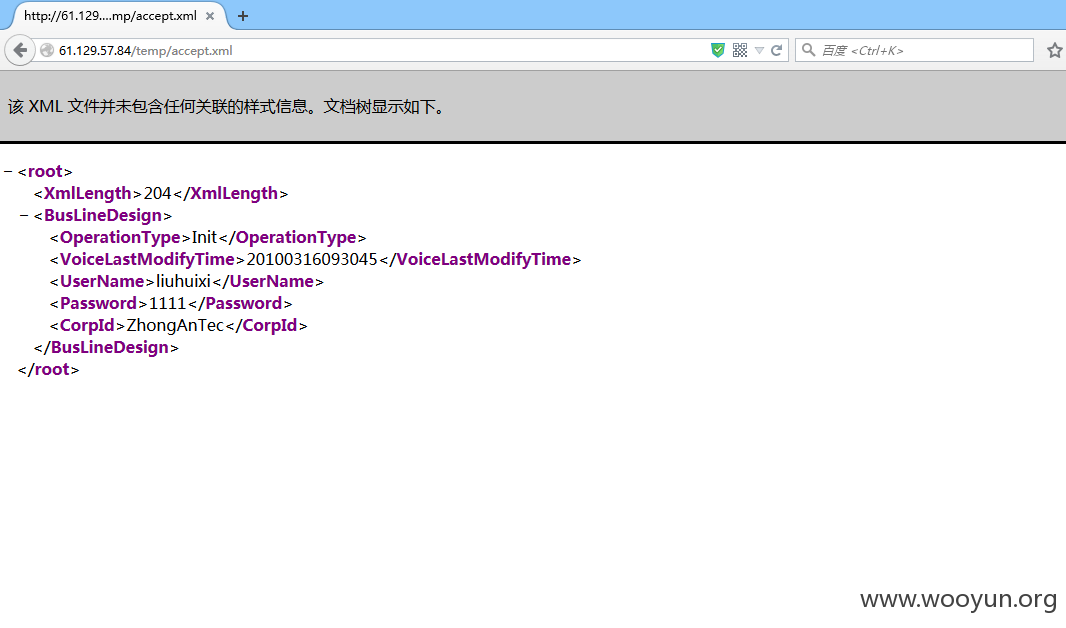 http://61.129....mp/accept.xml × +
61.129.57.84/temp/accept.xml 百度 <Ctrl+K>
该 XML 文件并未包含任何关联的样式信息。文档树显示如下。
− <root>
<XmlLength>204</XmlLength>
− <BusLineDesign>
<OperationType>Init</OperationType>
<VoiceLastModifyTime>20100316093045</VoiceLastModifyTime>
<UserName>liuhuixi</UserName>
<Password>1111</Password>
<CorpId>ZhongAnTec</CorpId>
</BusLineDesign>
</root>
www.wooyun.org